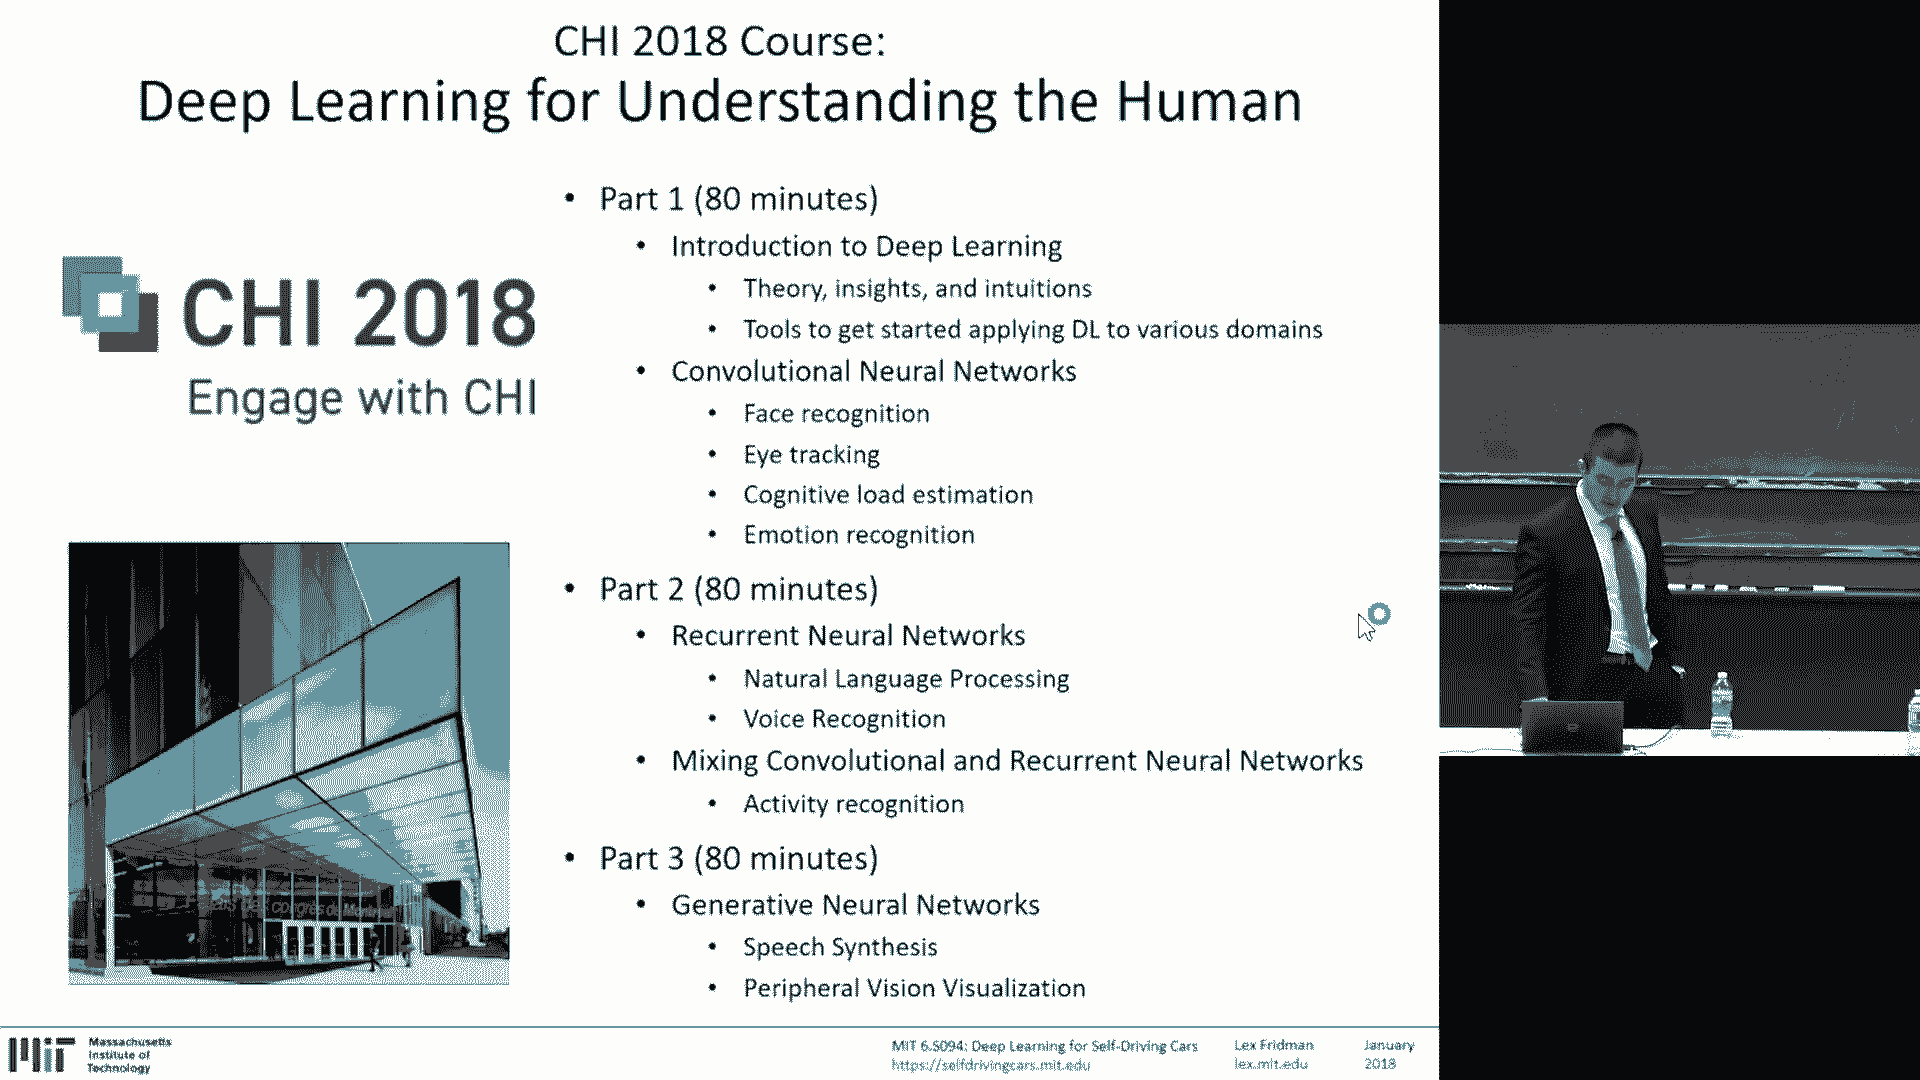 CHI 2018 Course:
Deep Learning for Understanding the Human
CHI 2018
Engage with CHI
• Part 1 (80 minutes)
• Introduction to Deep Learning
• Theory, insights, and intuitions
• Tools to get started applying DL to various domains
• Convolutional Neural Networks
• Face recognition
• Eye tracking
• Cognitive load estimation
• Emotion recognition
• Part 2 (80 minutes)
• Recurrent Neural Networks
• Natural Language Processing
• Voice Recognition
• Mixing Convolutional and Recurrent Neural Networks
• Activity recognition
• Part 3 (80 minutes)
• Generative Neural Networks
• Speech Synthesis
• Peripheral Vision Visualization
congrès de Montréal
MIT
Massachusetts
Institute of
Technology
MIT 6.S094: Deep Learning for Self-Driving Cars
https://selfdrivingcars.mit.edu
Lex Fridman
lex.mit.edu
January
2018